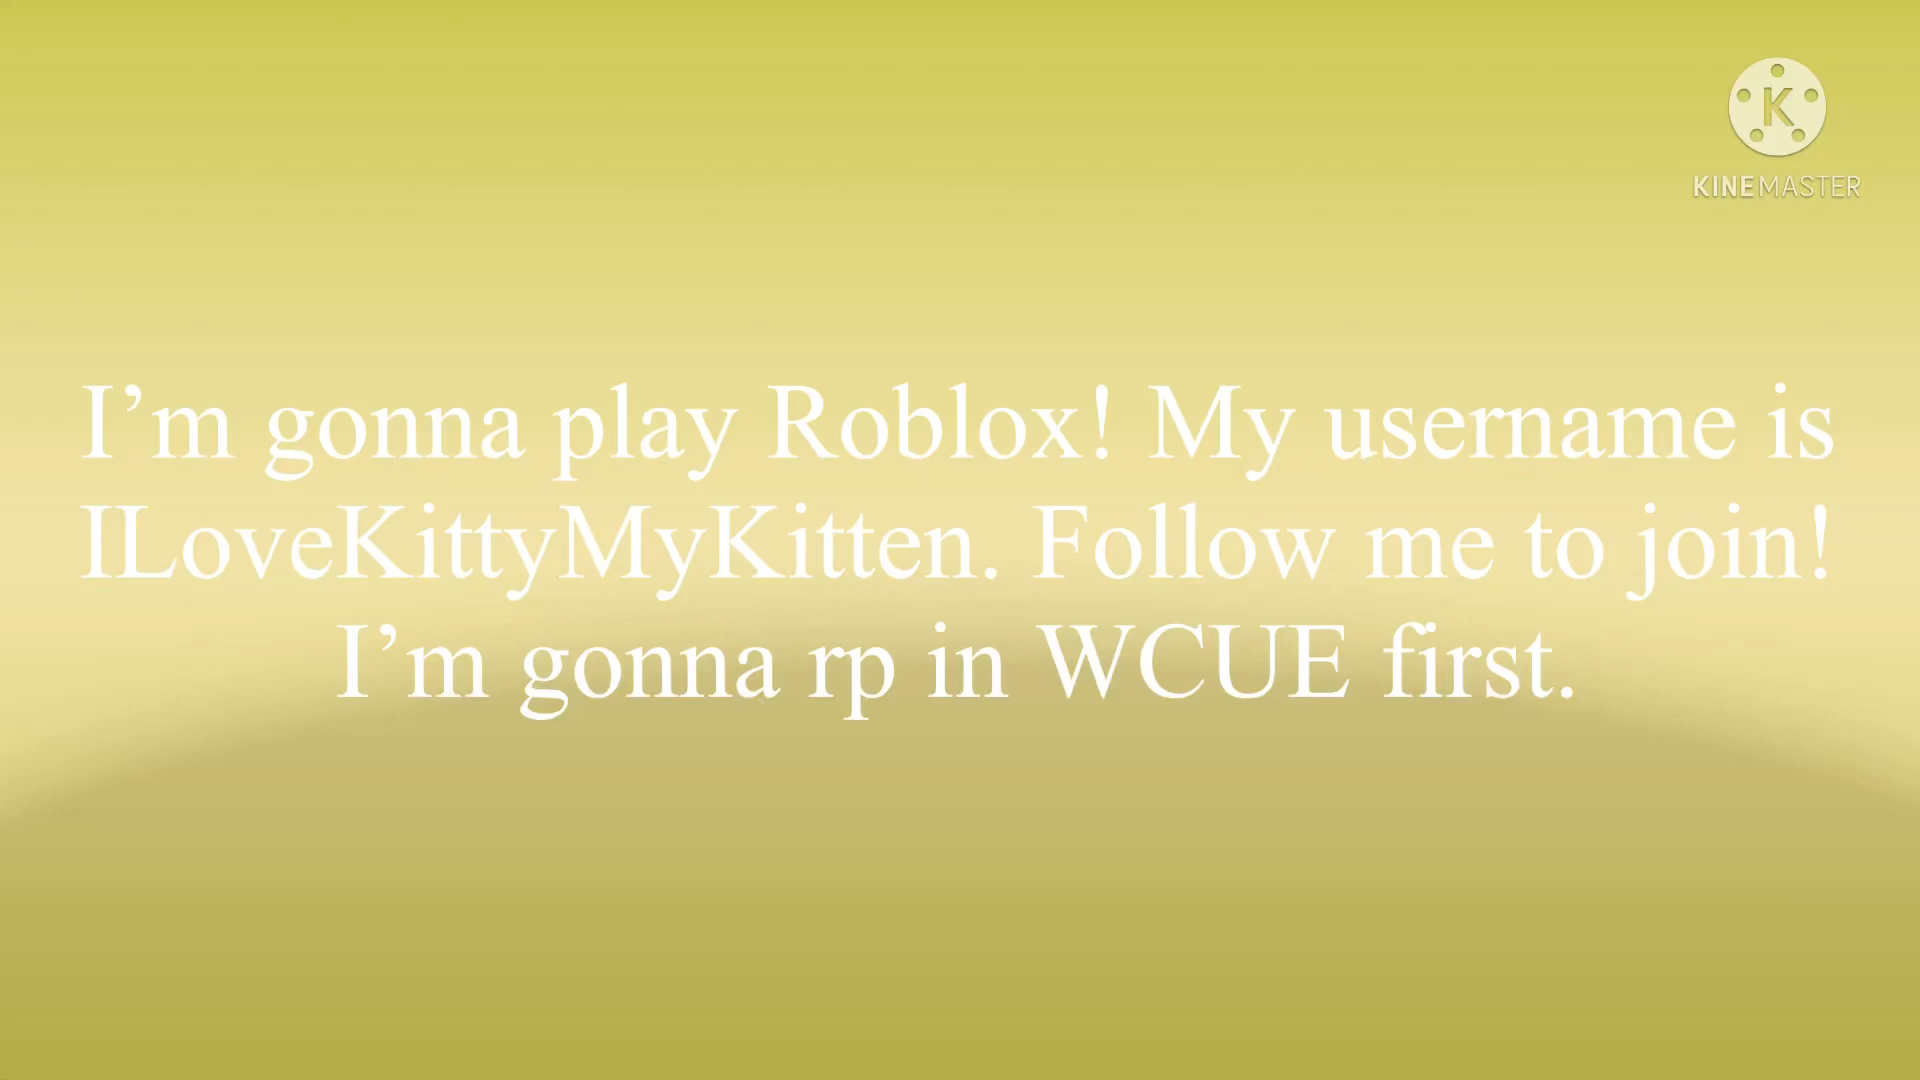 K
KINEMASTER
I’m gonna play Roblox! My username is
ILoveKittyMyKitten. Follow me to join!
I’m gonna rp in WCUE first.